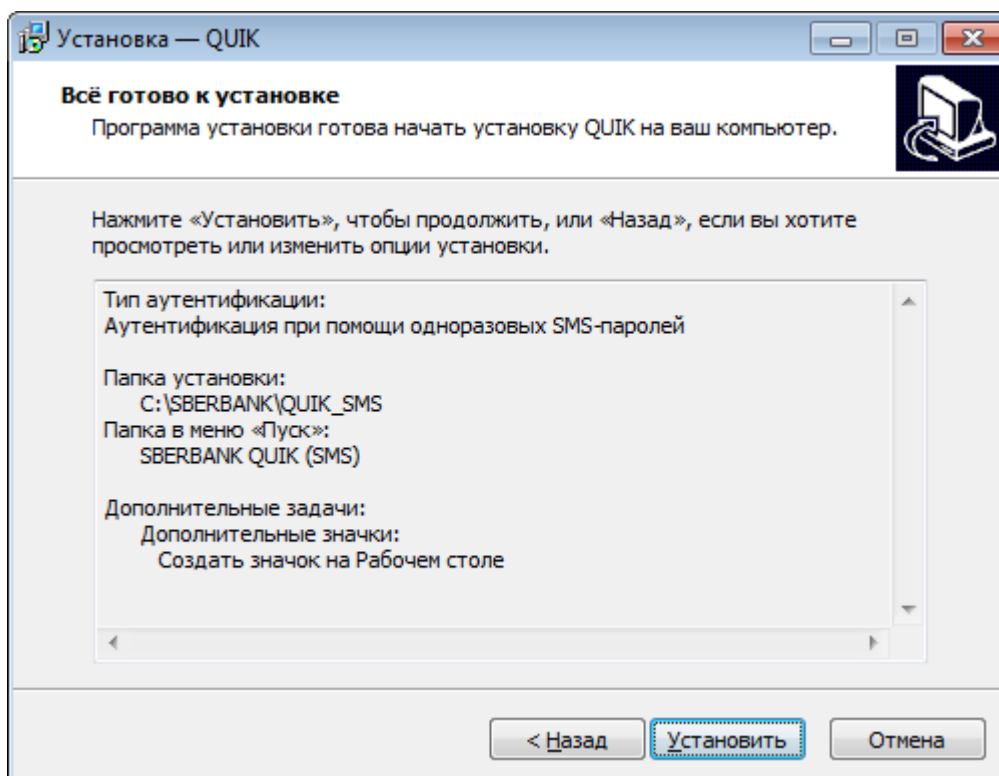 Установка — QUIK
Всё готово к установке
Программа установки готова начать установку QUIK на ваш компьютер.
Нажмите «Установить», чтобы продолжить, или «Назад», если вы хотите
просмотреть или изменить опции установки.
Тип аутентификации:
Аутентификация при помощи одноразовых SMS-паролей
Папка установки:
C:\SBERBANK\QUIK_SMS
Папка в меню «Пуск»:
SBERBANK QUIK (SMS)
Дополнительные задачи:
Дополнительные значки:
Создать значок на Рабочем столе
< Назад
Установить
Отмена